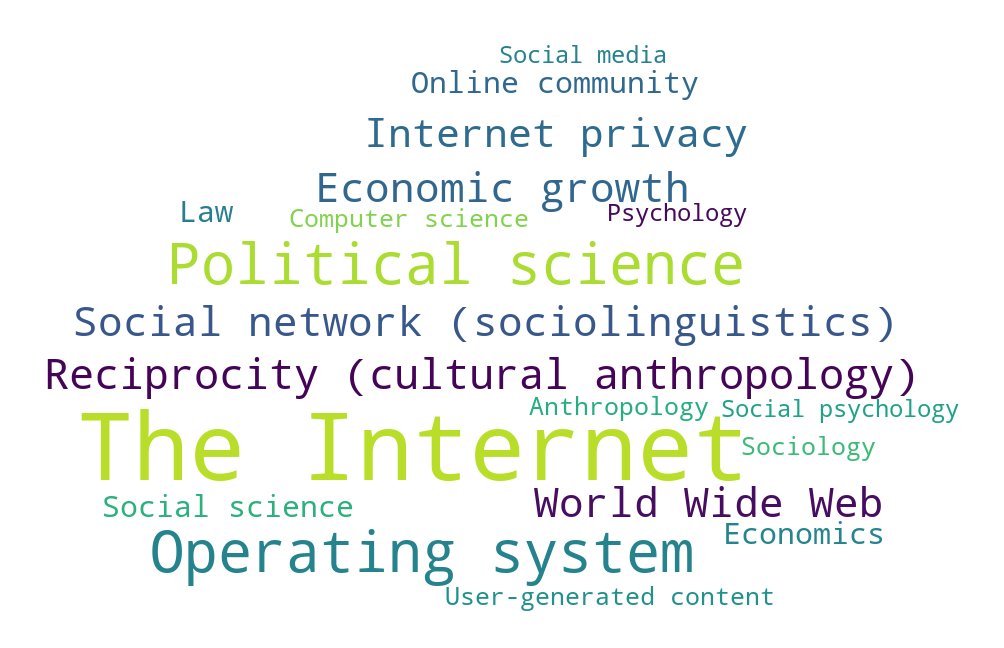 Social media
Online community
Internet privacy
Economic growth
Law
Computer science
Psychology
Political science
Social network (sociolinguistics)
Reciprocity (cultural anthropology)
The Internet
Anthropology
Social psychology
Sociology
Social science
World Wide Web
Operating system
Economics
User-generated content